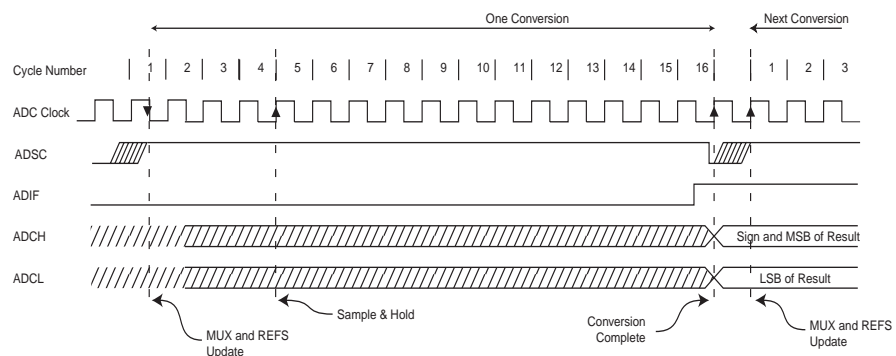 One Conversion
Next Conversion
Cycle Number 1 2 3 4 5 6 7 8 9 10 11 12 13 14 15 16 1 2 3
ADC Clock
ADSC
ADIF
ADCH Sign and MSB of Result
ADCL LSB of Result
MUX and REFS
Update
Sample & Hold
Conversion
Complete
MUX and REFS
Update